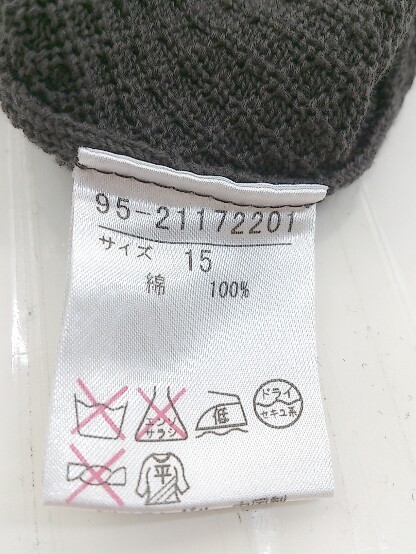 95-21172201
サイズ 15
綿 100%
エンソ サラシ 低 ドライ セキユ系
平